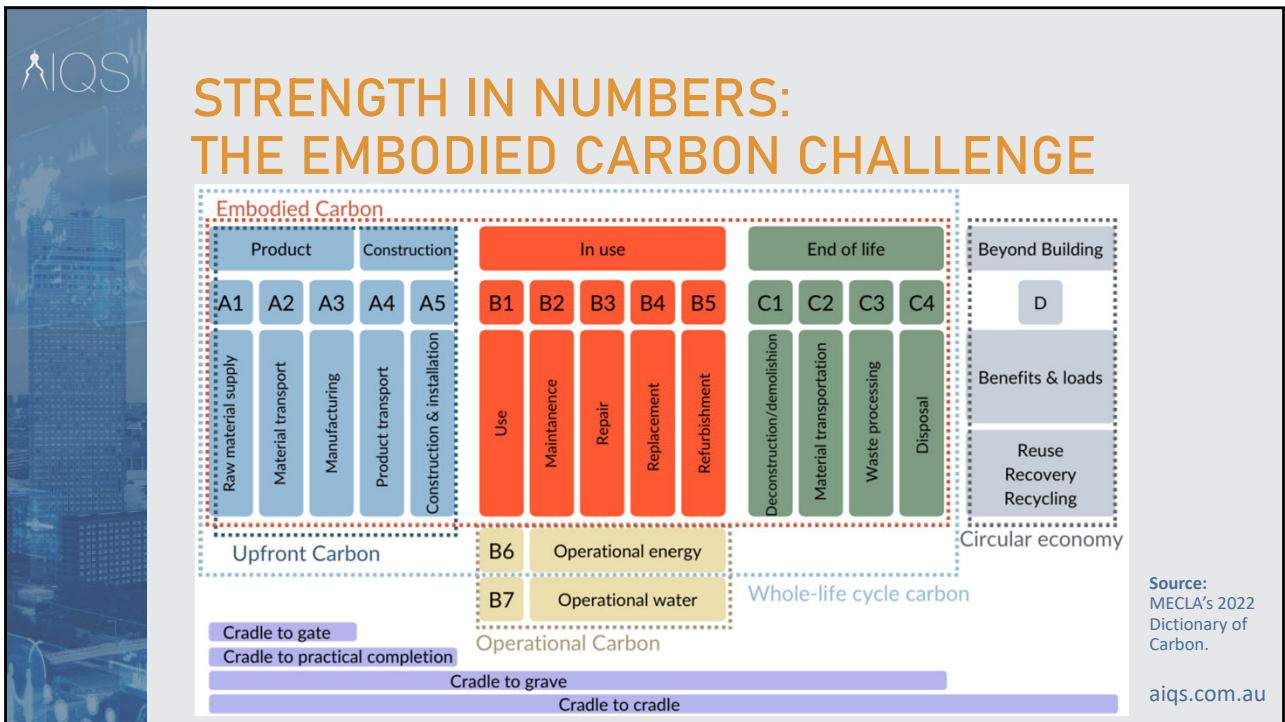 AIQS
STRENGTH IN NUMBERS:
THE EMBODIED CARBON CHALLENGE
Embodied Carbon
Product
Construction
In use
End of life
Beyond Building
A1
A2
A3
A4
A5
B1
B2
B3
B4
B5
C1
C2
C3
C4
D
Raw material supply
Material transport
Manufacturing
Product transport
Construction & installation
Use
Maintanence
Repair
Replacement
Refurbishment
Deconstruction/demolishion
Material transportation
Waste processing
Disposal
Benefits & loads
Reuse
Recovery
Recycling
Upfront Carbon
B6
Operational energy
Circular economy
B7
Operational water
Whole-life cycle carbon
Operational Carbon
Cradle to gate
Cradle to practical completion
Cradle to grave
Cradle to cradle
Source:
MECLA's 2022
Dictionary of
Carbon.
aiqs.com.au